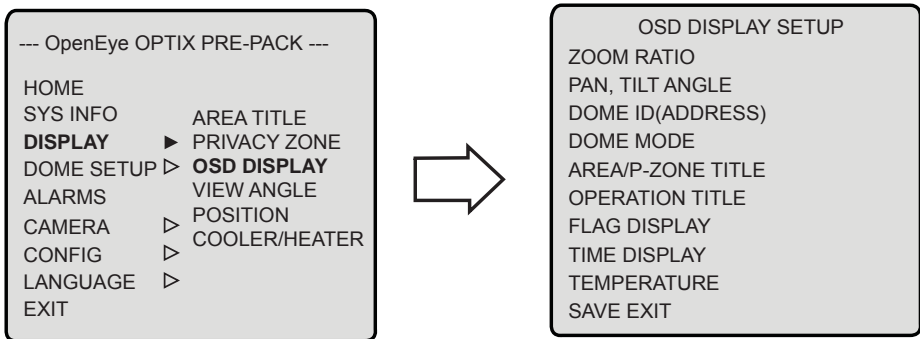 --- OpenEye OPTIX PRE-PACK ---
HOME
SYS INFO
DISPLAY ►
DOME SETUP ▷
ALARMS
CAMERA ▷
CONFIG ▷
LANGUAGE ▷
EXIT
AREA TITLE
PRIVACY ZONE
OSD DISPLAY
VIEW ANGLE
POSITION
COOLER/HEATER
OSD DISPLAY SETUP
ZOOM RATIO
PAN, TILT ANGLE
DOME ID(ADDRESS)
DOME MODE
AREA/P-ZONE TITLE
OPERATION TITLE
FLAG DISPLAY
TIME DISPLAY
TEMPERATURE
SAVE EXIT